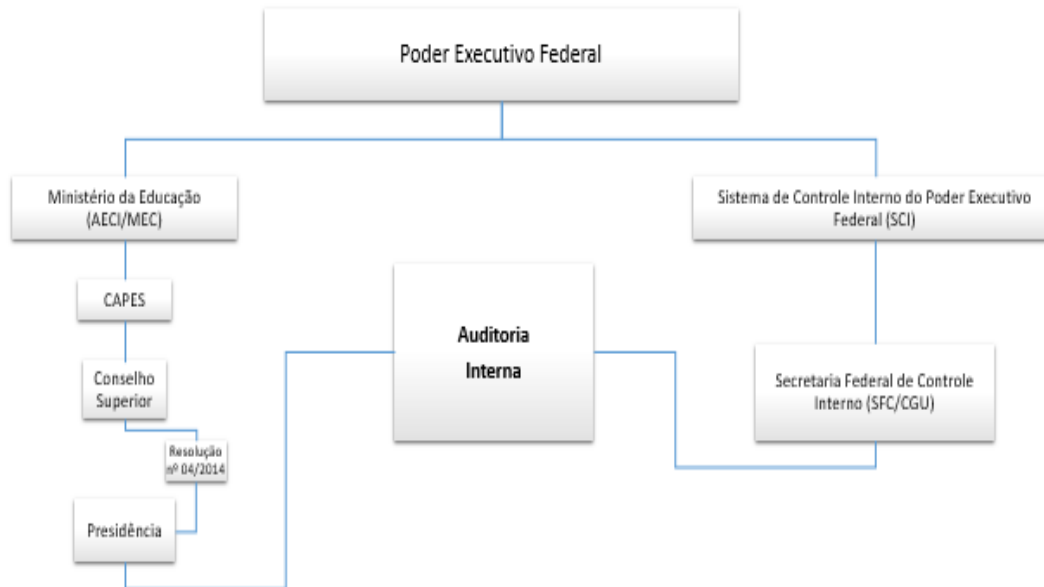 Poder Executivo Federal
Ministério da Educação
(AECI/MEC)
Sistema de Controle Interno do Poder Executivo
Federal (SCI)
CAPES
Auditoria
Interna
Conselho
Superior
Secretaria Federal de Controle
Interno (SFC/CGU)
Resolução
nº 04/2014
Presidência